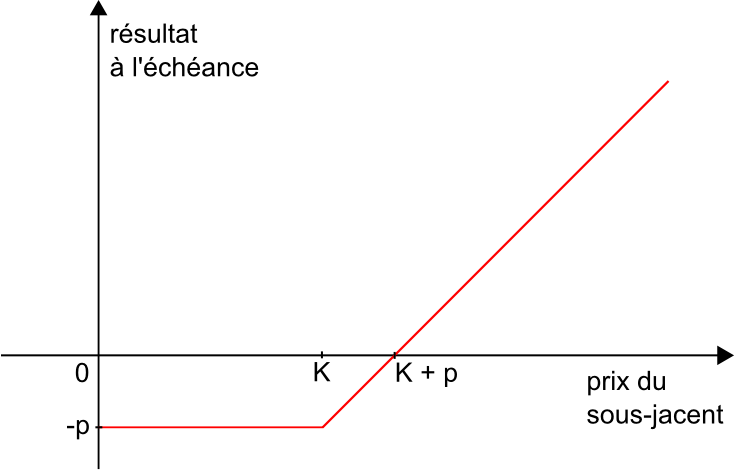 résultat
à l'échéance
0
K
K + p
prix du
sous-jacent
-p